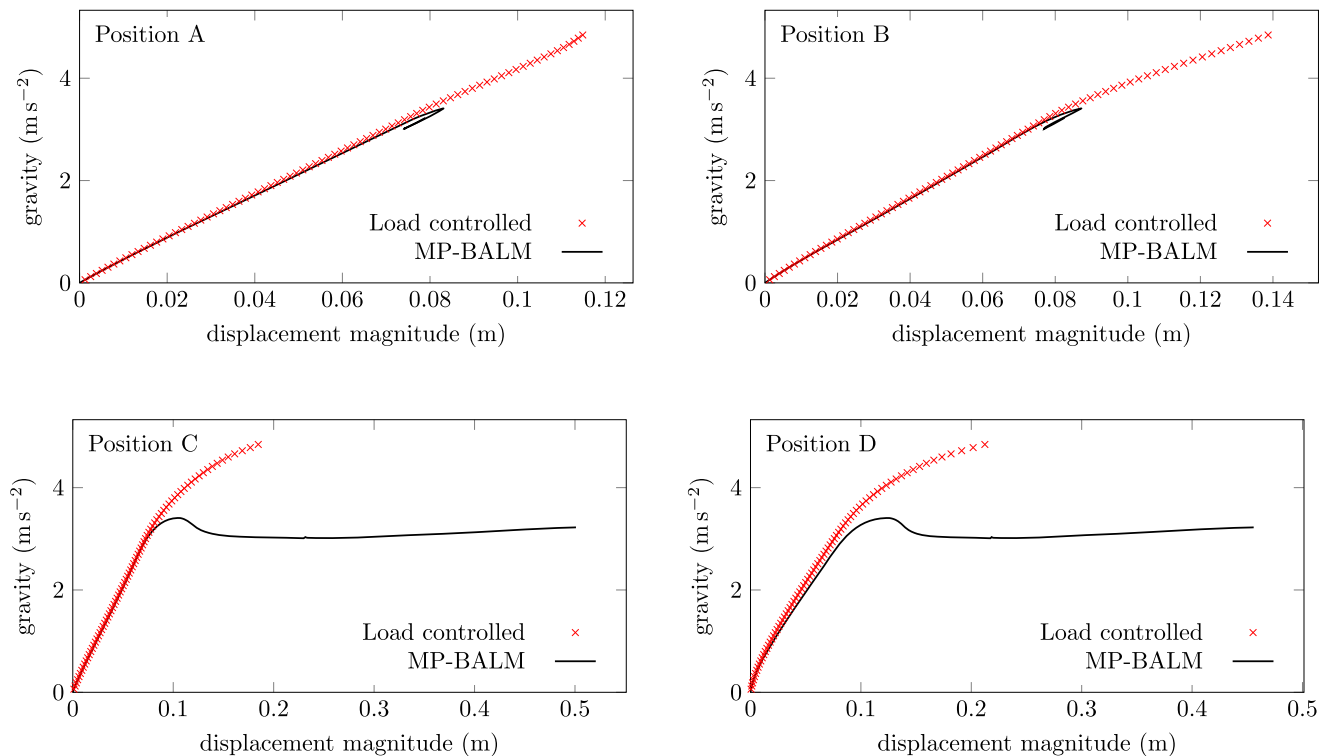 Position A
gravity (m s⁻²)
4
2
0
Load controlled
MP-BALM
0 0.02 0.04 0.06 0.08 0.1 0.12
displacement magnitude (m)
Position B
gravity (m s⁻²)
4
2
0
Load controlled
MP-BALM
0 0.02 0.04 0.06 0.08 0.1 0.12 0.14
displacement magnitude (m)
Position C
gravity (m s⁻²)
4
2
0
Load controlled
MP-BALM
0 0.1 0.2 0.3 0.4 0.5
displacement magnitude (m)
Position D
gravity (m s⁻²)
4
2
0
Load controlled
MP-BALM
0 0.1 0.2 0.3 0.4 0.5
displacement magnitude (m)